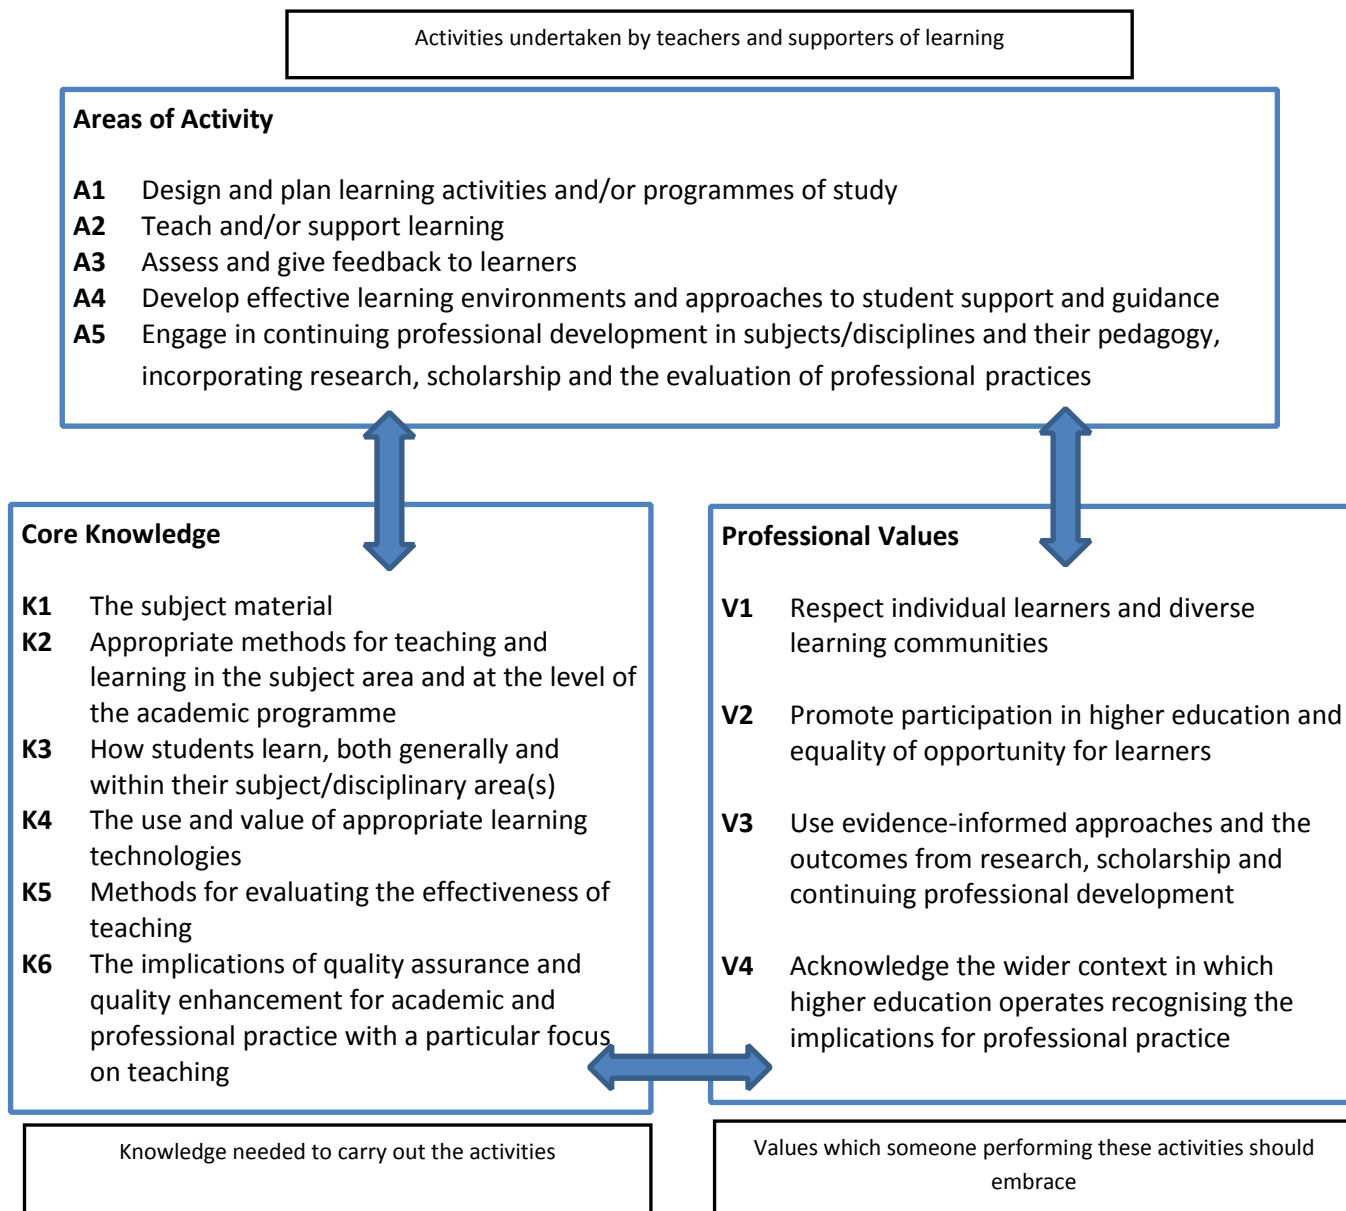 Activities undertaken by teachers and supporters of learning
Areas of Activity
A1 Design and plan learning activities and/or programmes of study
A2 Teach and/or support learning
A3 Assess and give feedback to learners
A4 Develop effective learning environments and approaches to student support and guidance
A5 Engage in continuing professional development in subjects/disciplines and their pedagogy,
incorporating research, scholarship and the evaluation of professional practices
Core Knowledge
K1 The subject material
K2 Appropriate methods for teaching and
learning in the subject area and at the level of
the academic programme
K3 How students learn, both generally and
within their subject/disciplinary area(s)
K4 The use and value of appropriate learning
technologies
K5 Methods for evaluating the effectiveness of
teaching
K6 The implications of quality assurance and
quality enhancement for academic and
professional practice with a particular focus
on teaching
Knowledge needed to carry out the activities
Professional Values
V1 Respect individual learners and diverse
learning communities
V2 Promote participation in higher education and
equality of opportunity for learners
V3 Use evidence-informed approaches and the
outcomes from research, scholarship and
continuing professional development
V4 Acknowledge the wider context in which
higher education operates recognising the
implications for professional practice
Values which someone performing these activities should
embrace